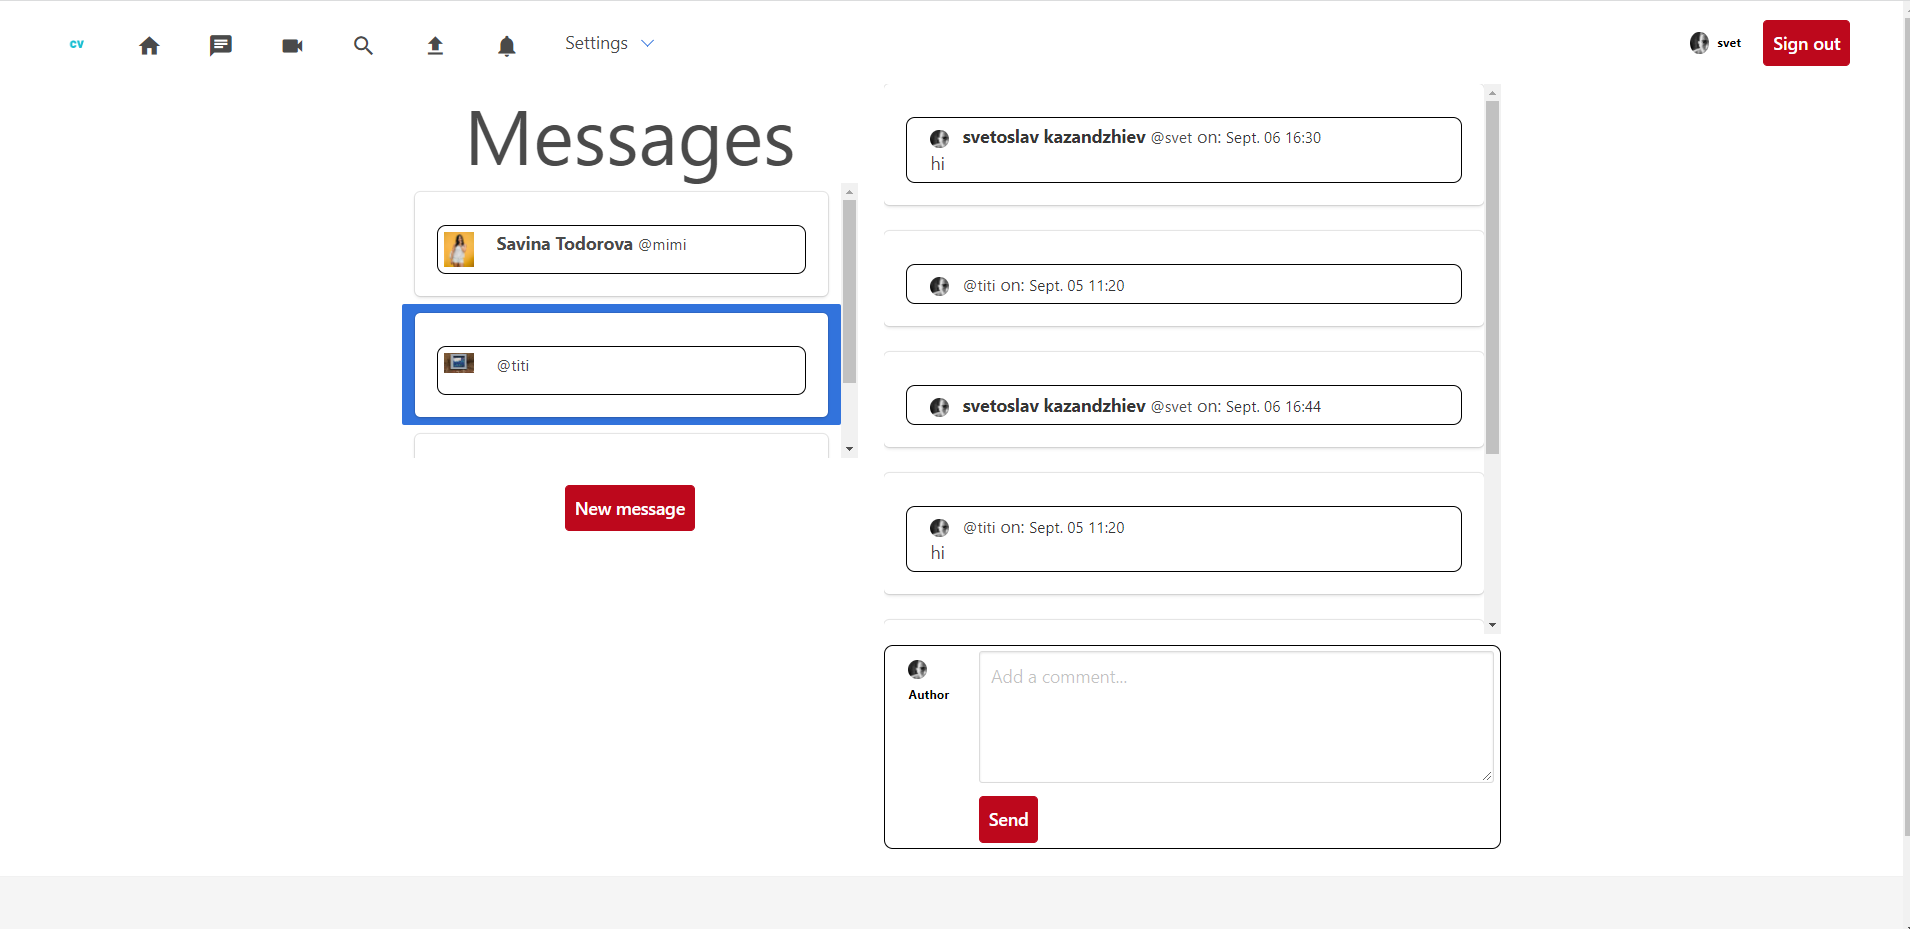 cv
Settings
svet
Sign out
Messages
Savina Todorova @mimi
@titi
New message
svetoslav kazandzhiev @svet on: Sept. 06 16:30
hi
@titi on: Sept. 05 11:20
svetoslav kazandzhiev @svet on: Sept. 06 16:44
@titi on: Sept. 05 11:20
hi
Add a comment...
Author
Send